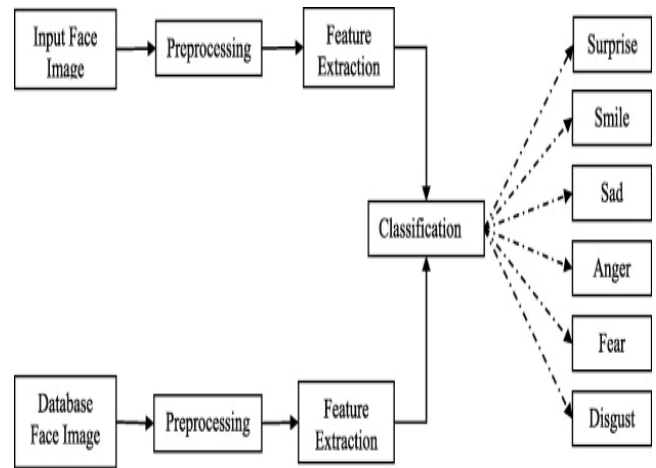 Input Face
Image
Preprocessing
Feature
Extraction
Surprise
Smile
Sad
Classification
Anger
Fear
Disgust
Database
Face Image
Preprocessing
Feature
Extraction